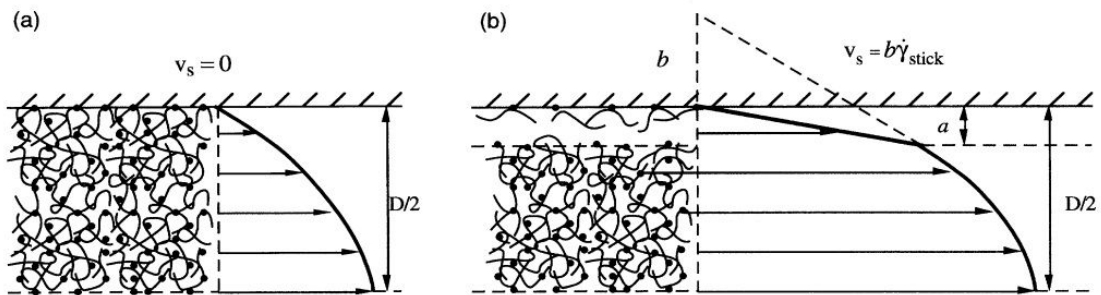 (a)
v_s = 0
D/2
(b)
b
v_s = bγ̇_stick
a
D/2